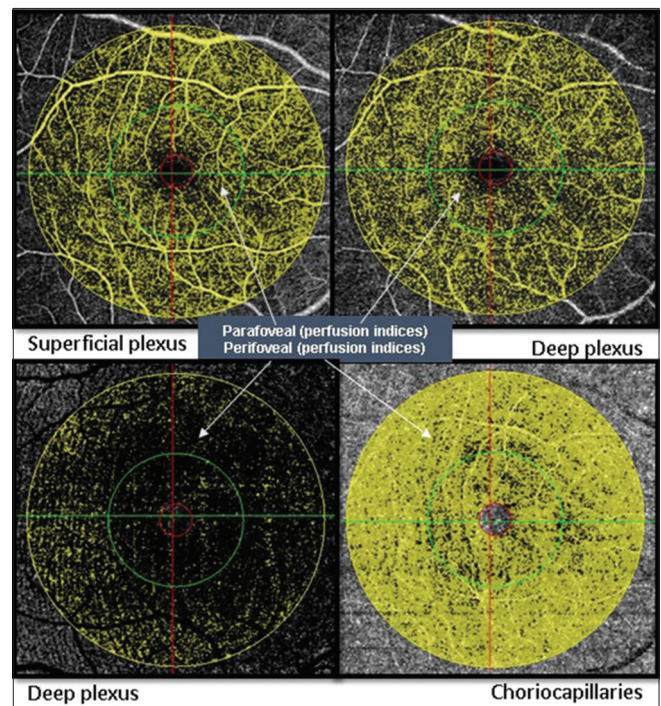 Superficial plexus
Parafoveal (perfusion indices)
Perifoveal (perfusion indices)
Deep plexus
Deep plexus
Choriocapillaries